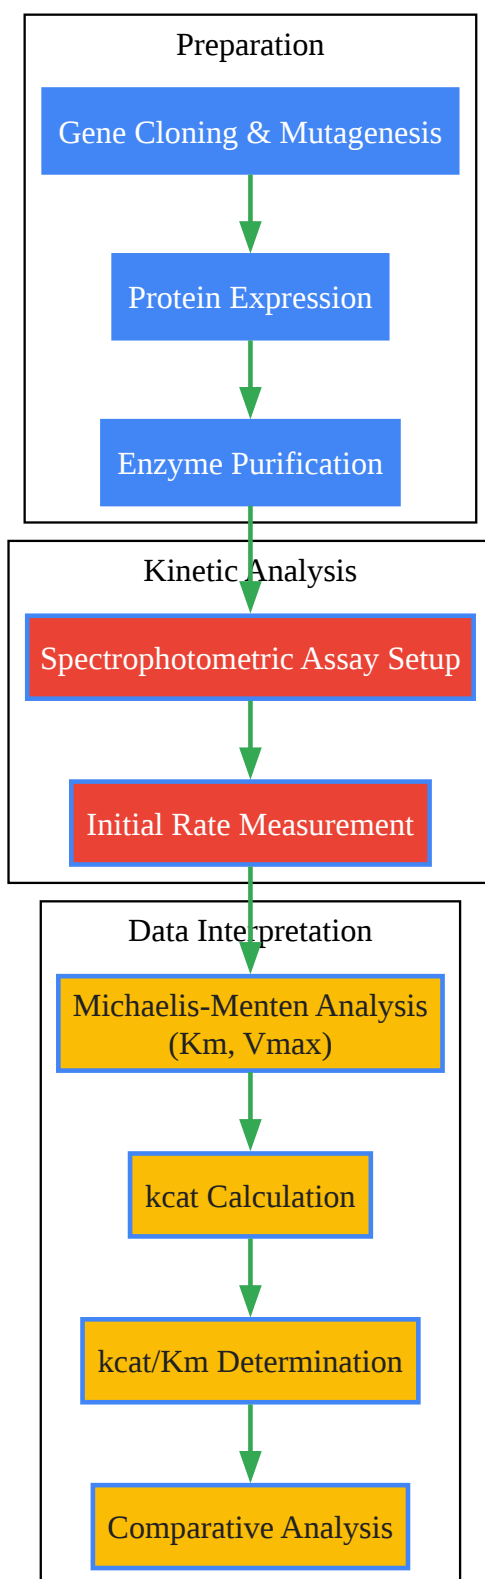 Preparation
Gene Cloning & Mutagenesis
Protein Expression
Enzyme Purification
Kinetic Analysis
Spectrophotometric Assay Setup
Initial Rate Measurement
Data Interpretation
Michaelis-Menten Analysis
(Km, Vmax)
kcat Calculation
kcat/Km Determination
Comparative Analysis